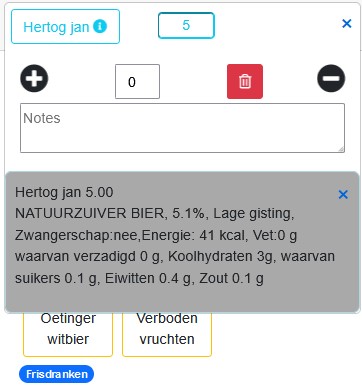 Hertog jan
5
0
Notes
Hertog jan 5.00
NATUURZUIVER BIER, 5.1%, Lage gisting,
Zwangerschap:nee,Energie: 41 kcal, Vet:0 g
waarvan verzadigd 0 g, Koolhydraten 3g, waarvan
suikers 0.1 g, Eiwitten 0.4 g, Zout 0.1 g
Oetinger
witbier
Verboden
vruchten
Frisdranken